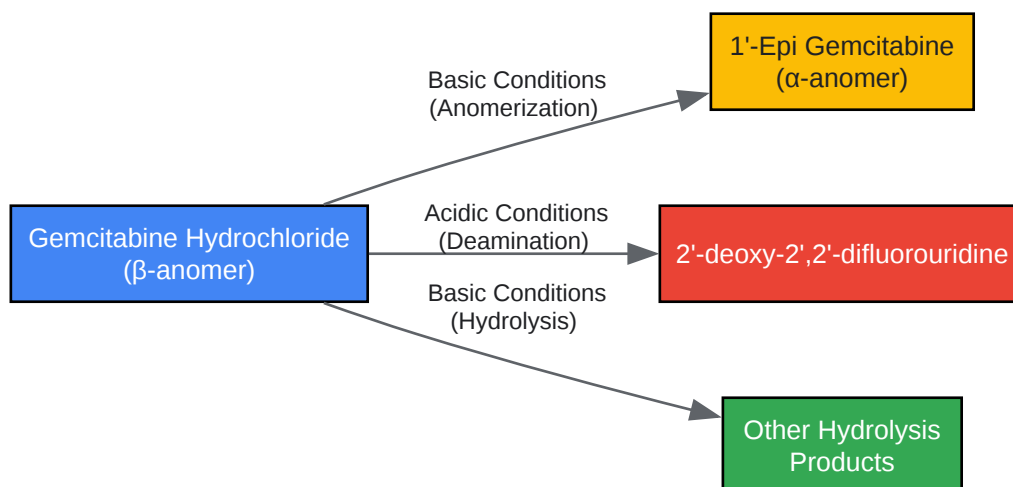 1'-Epi Gemcitabine
(α-anomer)
Basic Conditions
(Anomerization)
Gemcitabine Hydrochloride
(β-anomer)
Acidic Conditions
(Deamination)
2'-deoxy-2',2'-difluorouridine
Basic Conditions
(Hydrolysis)
Other Hydrolysis
Products